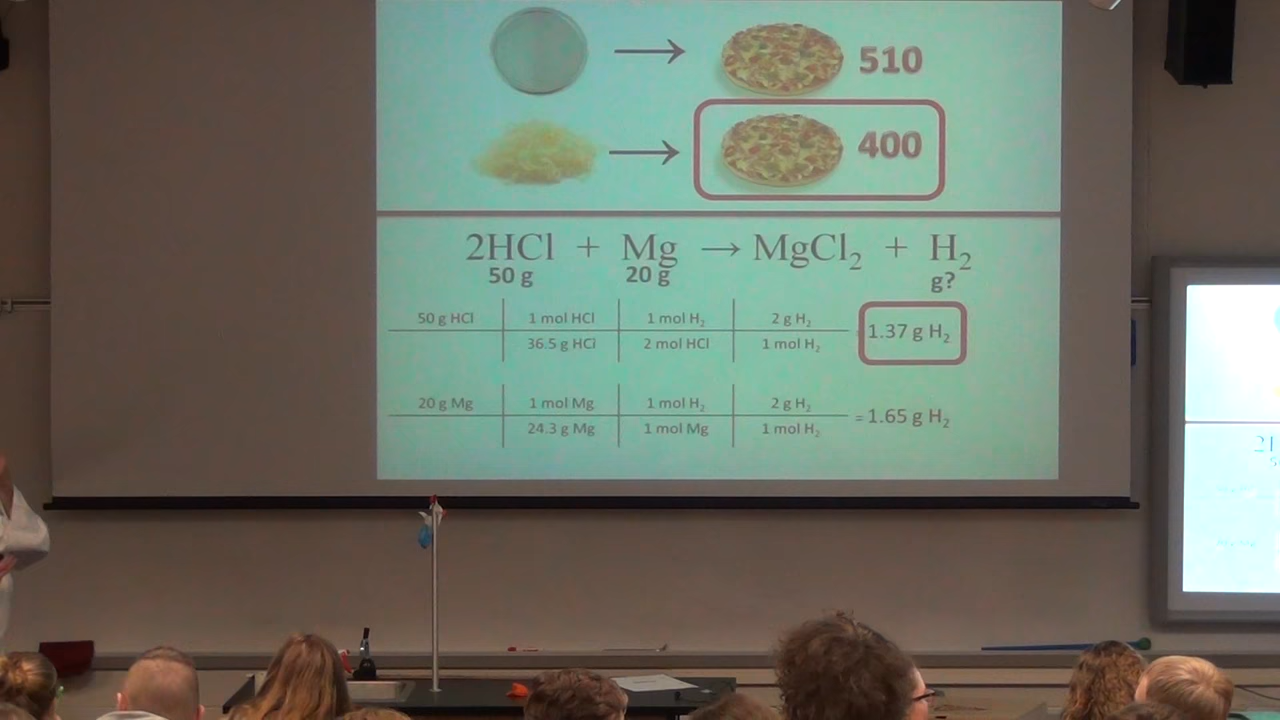 510
400
2HCl + Mg → MgCl₂ + H₂
50 g 20 g g?
50 g HCl 1 mol HCl 1 mol H₂ 2 g H₂
36.5 g HCl 2 mol HCl 1 mol H₂
1.37 g H₂
20 g Mg 1 mol Mg 1 mol H₂ 2 g H₂
24.3 g Mg 1 mol Mg 1 mol H₂
= 1.65 g H₂